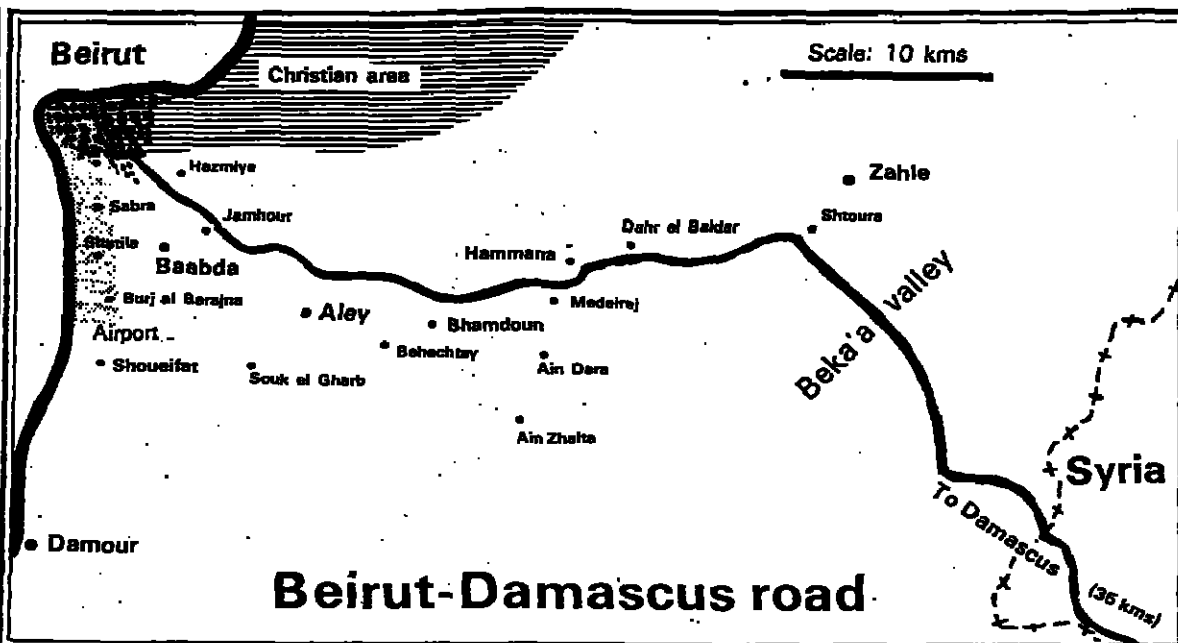 Beirut
Christian area
Scale: 10 kms
Hazmiye
Zahle
Sabra
Jamhour
Shtoura
Dahr el Baidar
Shatila
Hammana
Baabda
Burj al Barajna
Medeirej
Beka'a valley
Aley
Bhamdoun
Airport
Behechtay
Shoueifat
Souk el Gharb
Ain Dara
Ain Zhalta
Syria
To Damascus
(35 kms)
Damour
Beirut-Damascus road